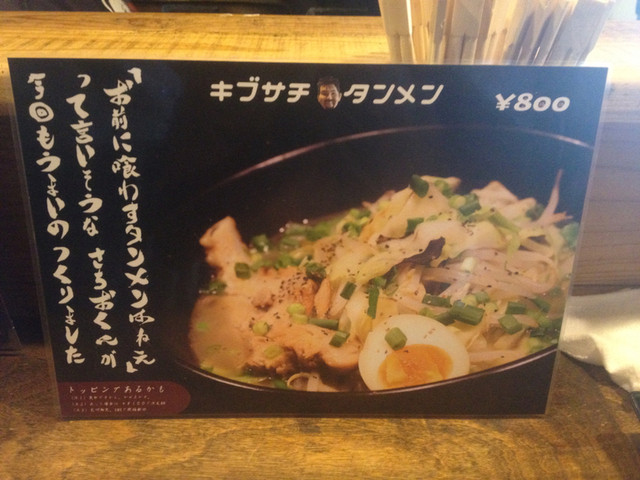 キブサチタンメン
¥800
「お前に喰わすタンメンはねえ」
って言いそうな さちおくんが
今回もうまいのつくりました
トッピングあるかも